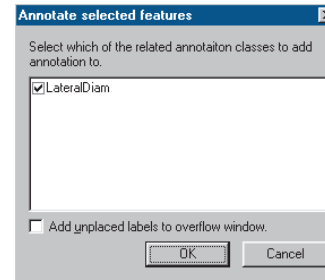 Annotate selected features
Select which of the related annotaiton classes to add
annotation to.
LateralDiam
Add unplaced labels to overflow window.
OK
Cancel